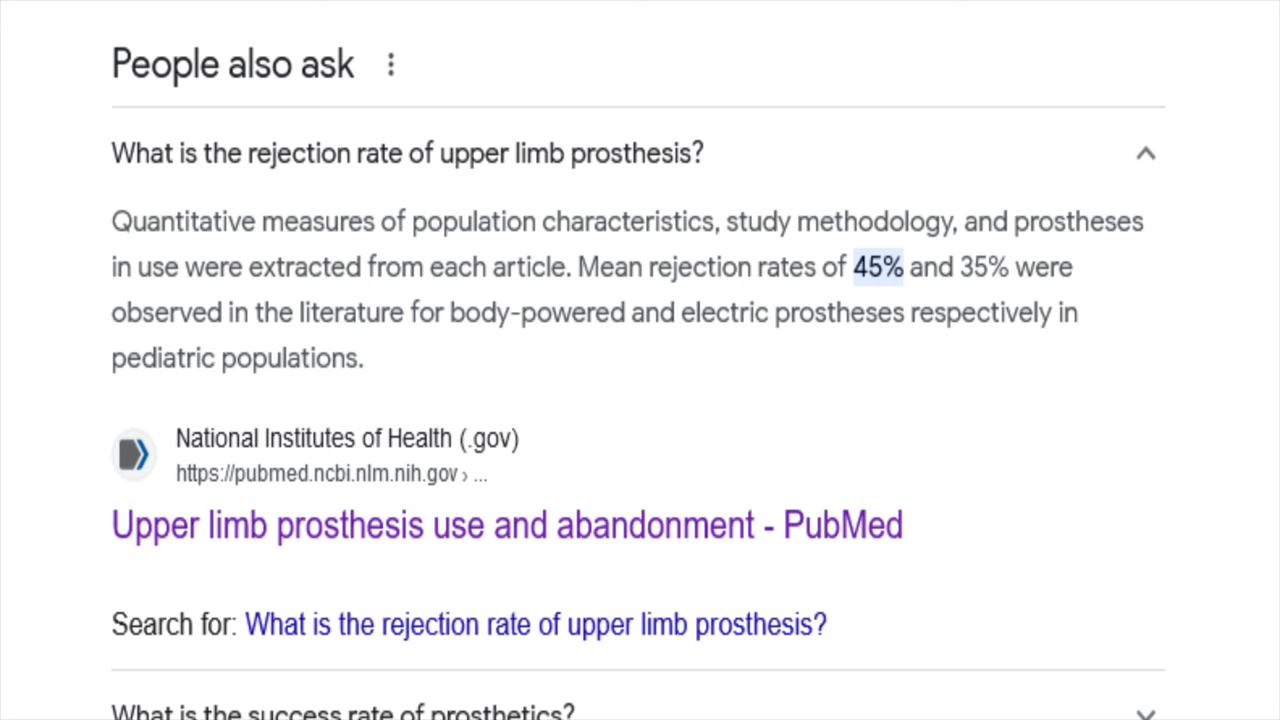 People also ask
What is the rejection rate of upper limb prosthesis?
Quantitative measures of population characteristics, study methodology, and prostheses
in use were extracted from each article. Mean rejection rates of 45% and 35% were
observed in the literature for body-powered and electric prostheses respectively in
pediatric populations.
National Institutes of Health (.gov)
https://pubmed.ncbi.nlm.nih.gov › ...
Upper limb prosthesis use and abandonment - PubMed
Search for: What is the rejection rate of upper limb prosthesis?
What is the success rate of prosthetics?